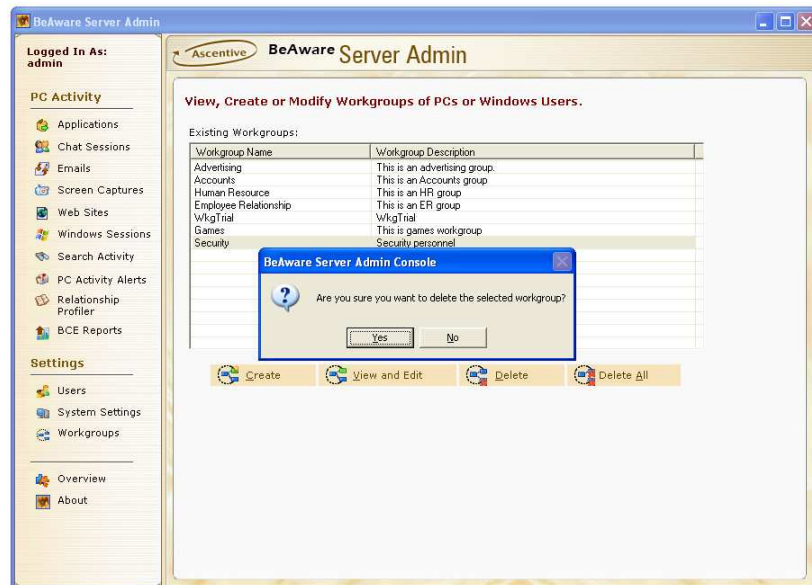 BeAware Server Admin
Logged In As:
admin
PC Activity
Applications
Chat Sessions
Emails
Screen Captures
Web Sites
Windows Sessions
Search Activity
PC Activity Alerts
Relationship
Profiler
BCE Reports
Settings
Users
System Settings
Workgroups
Overview
About
Ascentive BeAware Server Admin
View, Create or Modify Workgroups of PCs or Windows Users.
Existing Workgroups:
Workgroup Name Workgroup Description
Advertising This is an advertising group.
Accounts This is an Accounts group
Human Resource This is an HR group
Employee Relationship This is an ER group
WkgTrial WkgTrial
Games This is games workgroup
Security Security personnel
BeAware Server Admin Console
Are you sure you want to delete the selected workgroup?
Yes No
Create View and Edit Delete Delete All